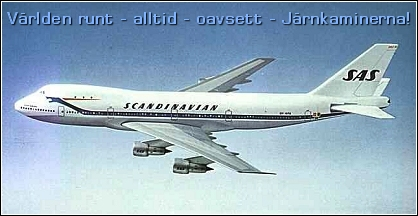 Världen runt - alltid - oavsett - Järnkaminerna!
SAS
SCANDINAVIAN